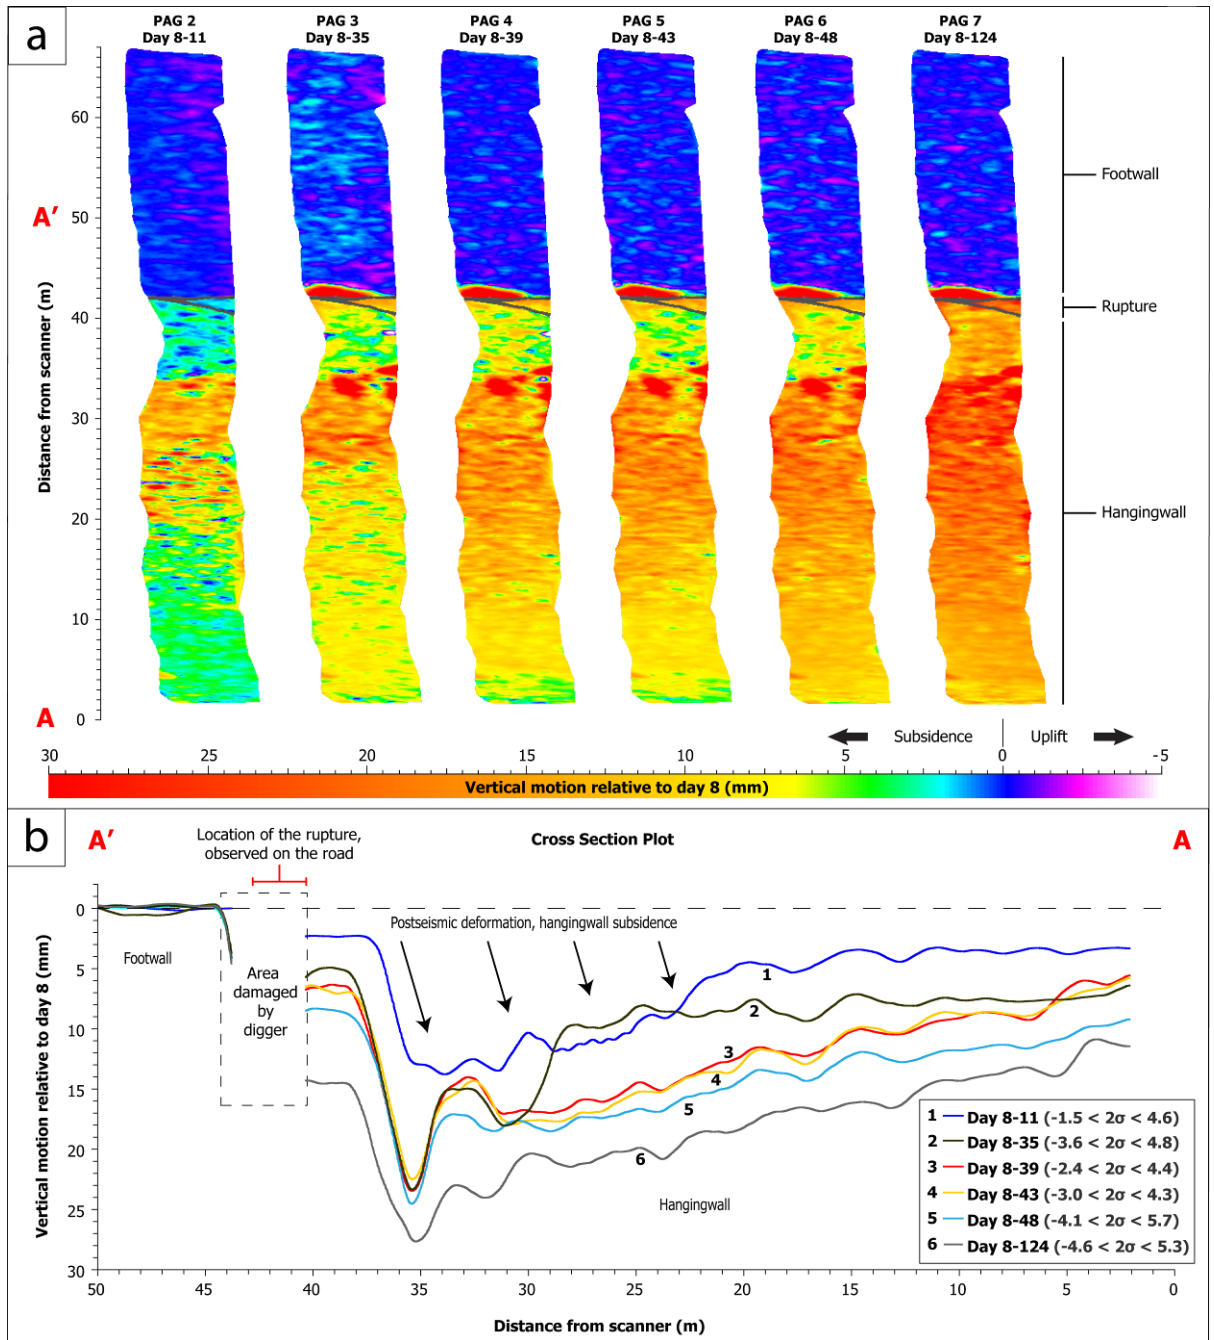 a
PAG 2
Day 8-11
PAG 3
Day 8-35
PAG 4
Day 8-39
PAG 5
Day 8-43
PAG 6
Day 8-48
PAG 7
Day 8-124
Distance from scanner (m)
60
50
40
30
20
10
0
A’
A
Footwall
Rupture
Hangingwall
Subsidence
Uplift
30
25
20
15
10
5
0
-5
Vertical motion relative to day 8 (mm)
b
A’
Location of the rupture,
observed on the road
Cross Section Plot
A
Vertical motion relative to day 8 (mm)
0
5
10
15
20
25
30
Footwall
Area
damaged
by
digger
Postseismic deformation, hangingwall subsidence
1
2
3
4
5
6
Hangingwall
1 Day 8-11 (-1.5 < 2σ < 4.6)
2 Day 8-35 (-3.6 < 2σ < 4.8)
3 Day 8-39 (-2.4 < 2σ < 4.4)
4 Day 8-43 (-3.0 < 2σ < 4.3)
5 Day 8-48 (-4.1 < 2σ < 5.7)
6 Day 8-124 (-4.6 < 2σ < 5.3)
50
45
40
35
30
25
20
15
10
5
0
Distance from scanner (m)